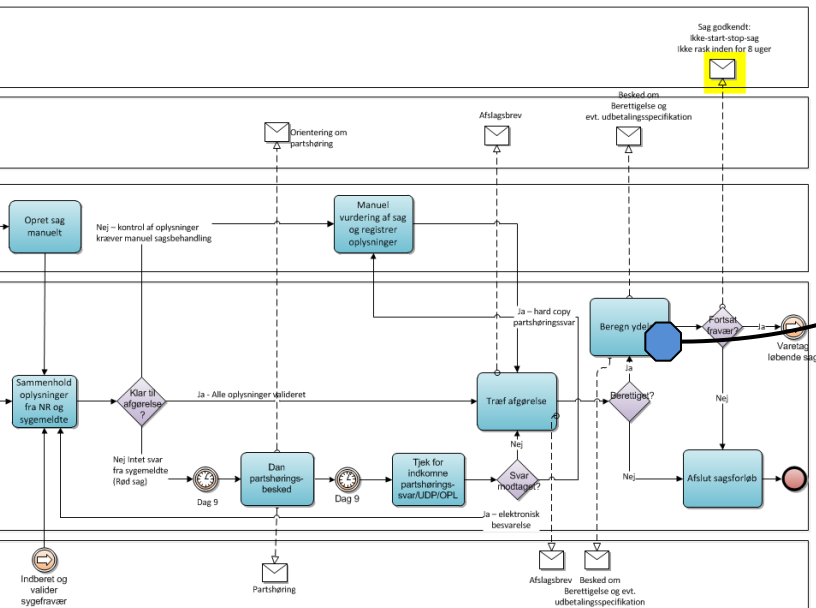 Sag godkendt:
Ikke-start-stop-sag
Ikke rask inden for 8 uger
Besked om
Berettigelse og
evt. udbetalingsspecifikation
Afslagsbrev
Orientering om
partshøring
Opret sag
manuelt
Nej – kontrol af oplysninger
kræver manuel sagsbehandling
Manuel
vurdering af sag
og registrer
oplysninger
Ja – hard copy
partshøringssvar
Beregn ydel
Fortsat
fravær?
Ja
Varetag
løbende sag
Sammenhold
oplysninger
fra NR og
sygemeldte
Klar til
afgørelse
?
Ja - Alle oplysninger valideret
Træf afgørelse
Ja
Berettiget?
Nej
Nej
Nej Intet svar
fra sygemeldte
(Rød sag)
Dag 9
Dan
partshørings-
besked
Dag 9
Tjek for
indkomne
partshørings-
svar/UDP/OPL
Nej
Svar
modtaget?
Nej
Afslut sagsforløb
Ja – elektronisk
besvarelse
Indberet og
valider
sygefravær
Partshøring
Afslagsbrev
Besked om
Berettigelse og evt.
udbetalingsspecifikation